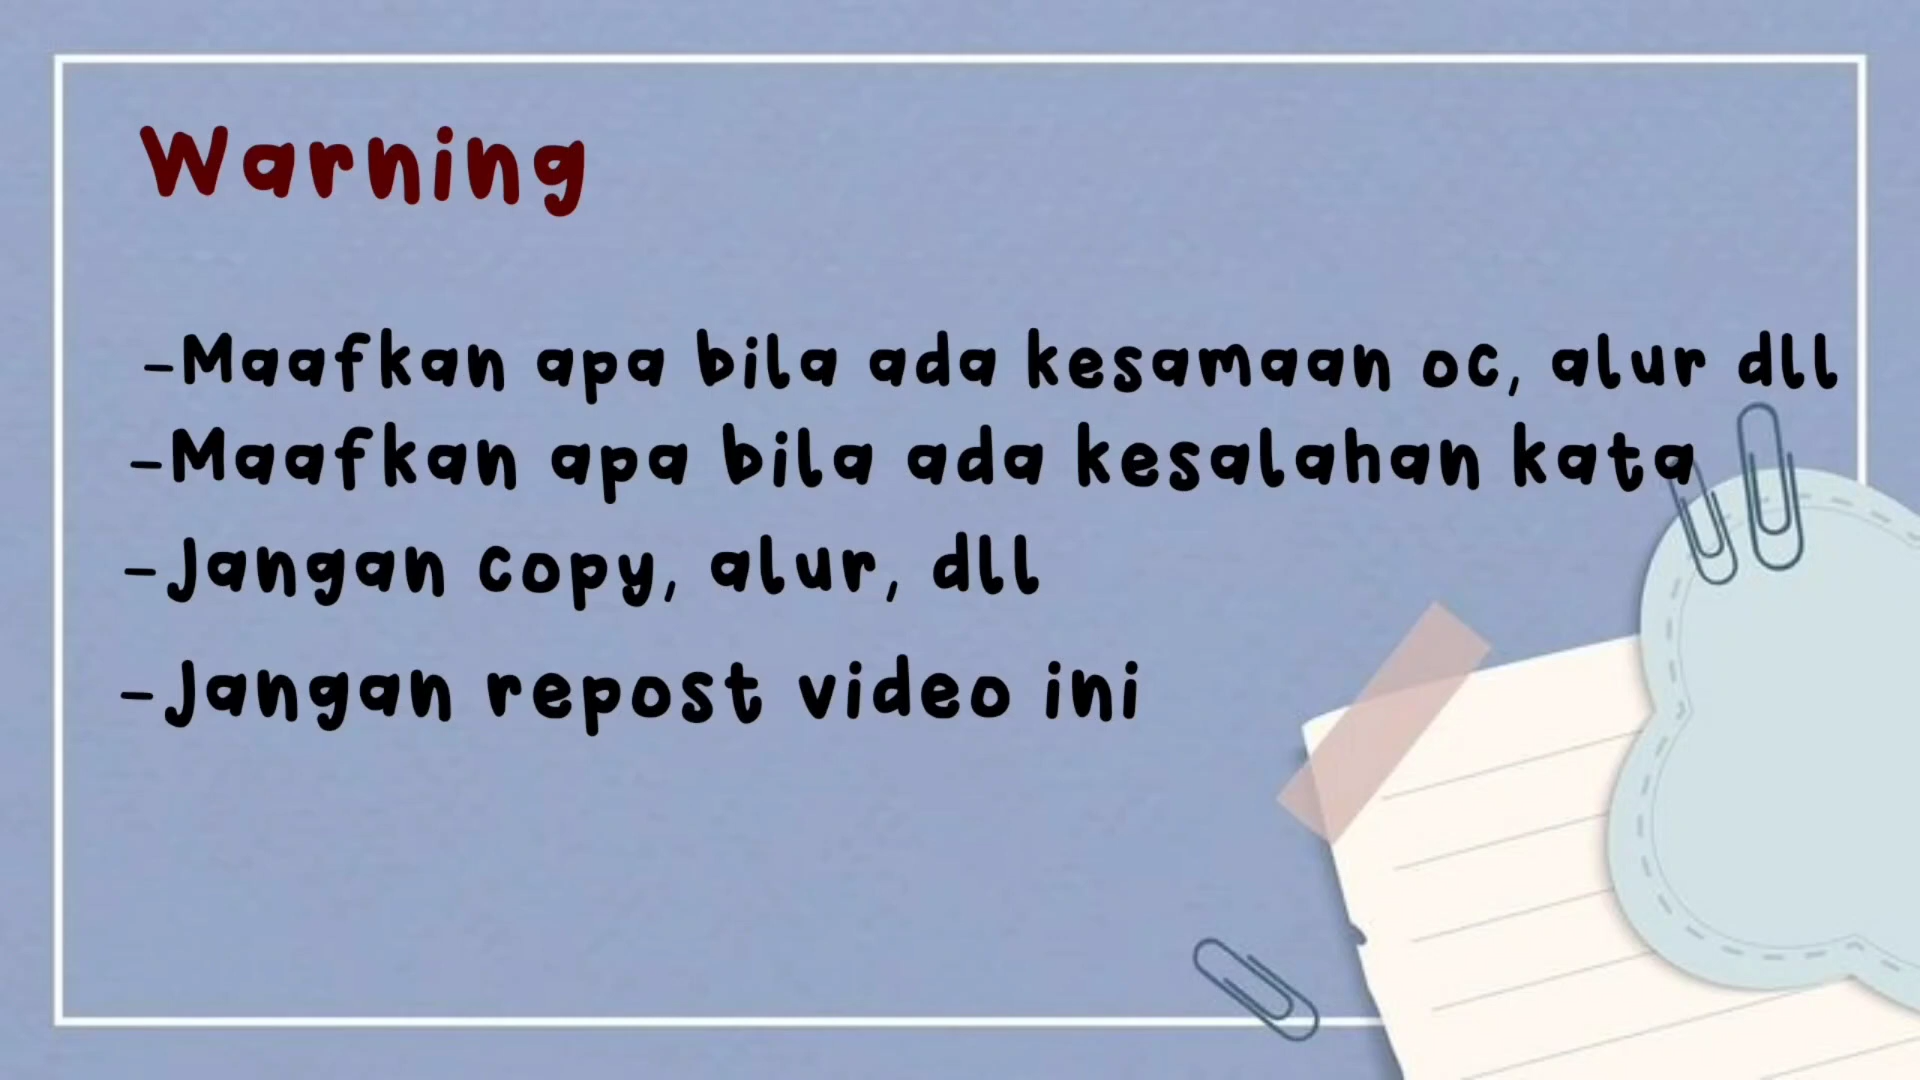 Warning
-Maafkan apa bila ada kesamaan oc, alur dll
-Maafkan apa bila ada kesalahan kata
-Jangan copy, alur, dll
-Jangan repost video ini